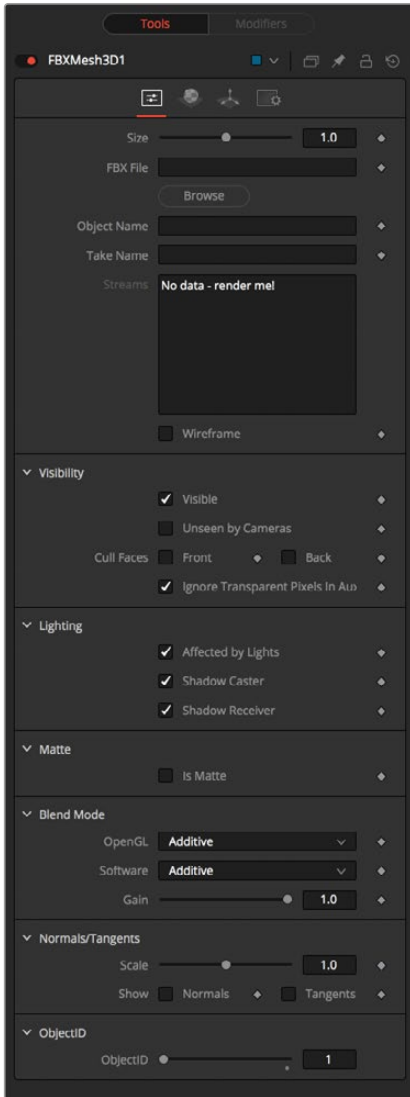 Tools Modifiers
FBXMesh3D1
Size 1.0
FBX File
Browse
Object Name
Take Name
Streams No data - render me!
Wireframe
Visibility
Visible
Unseen by Cameras
Cull Faces Front Back
Ignore Transparent Pixels In Aux
Lighting
Affected by Lights
Shadow Caster
Shadow Receiver
Matte
Is Matte
Blend Mode
OpenGL Additive
Software Additive
Gain 1.0
Normals/Tangents
Scale 1.0
Show Normals Tangents
ObjectID
ObjectID 1